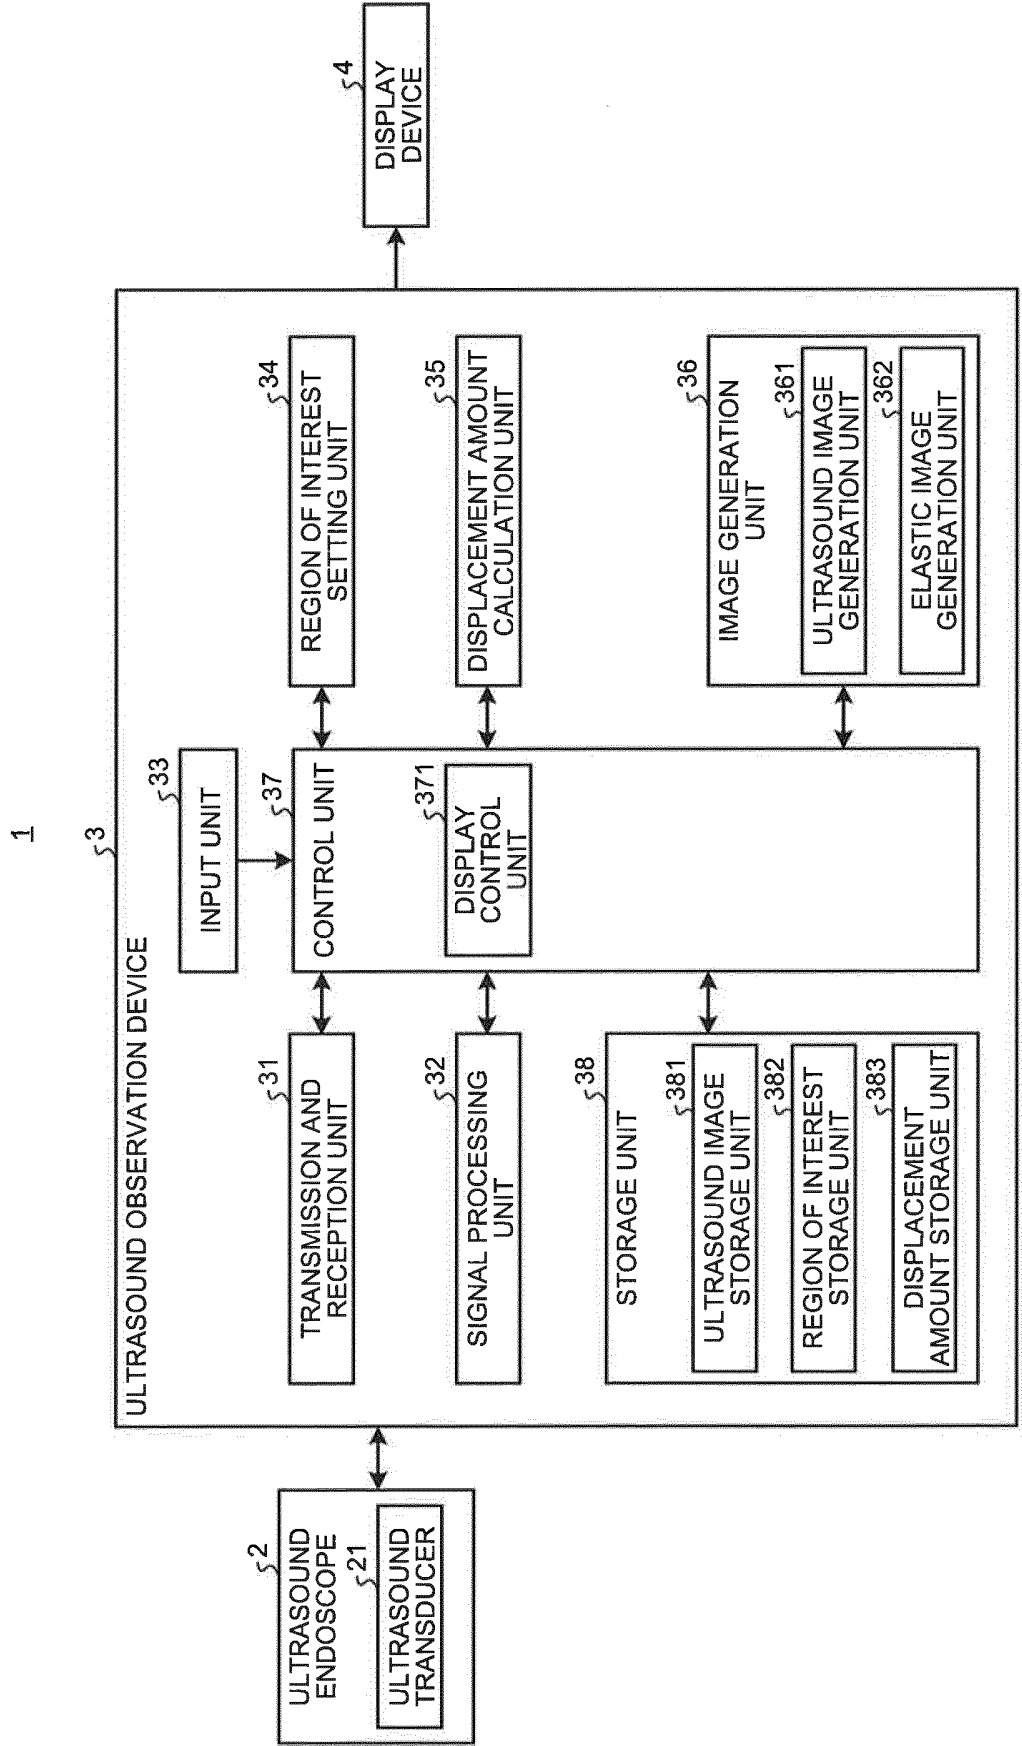 1
ULTRASOUND OBSERVATION DEVICE
3
2
ULTRASOUND
ENDOSCOPE
21
ULTRASOUND
TRANSDUCER
31
TRANSMISSION AND
RECEPTION UNIT
32
SIGNAL PROCESSING
UNIT
38
STORAGE UNIT
381
ULTRASOUND IMAGE
STORAGE UNIT
382
REGION OF INTEREST
STORAGE UNIT
383
DISPLACEMENT
AMOUNT STORAGE UNIT
33
INPUT UNIT
37
CONTROL UNIT
371
DISPLAY
CONTROL
UNIT
34
REGION OF INTEREST
SETTING UNIT
35
DISPLACEMENT AMOUNT
CALCULATION UNIT
36
IMAGE GENERATION
UNIT
361
ULTRASOUND IMAGE
GENERATION UNIT
362
ELASTIC IMAGE
GENERATION UNIT
4
DISPLAY
DEVICE